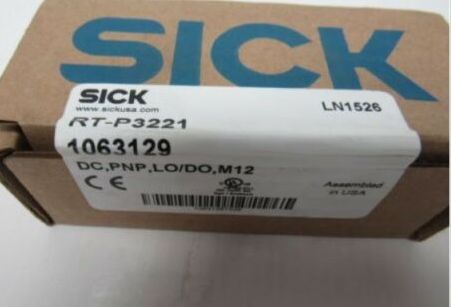 SICK
SICK
www.sickusa.com
LN1526
RT-P3221
1063129
DC,PNP,LO/DO,M12
CE
Assembled
in USA